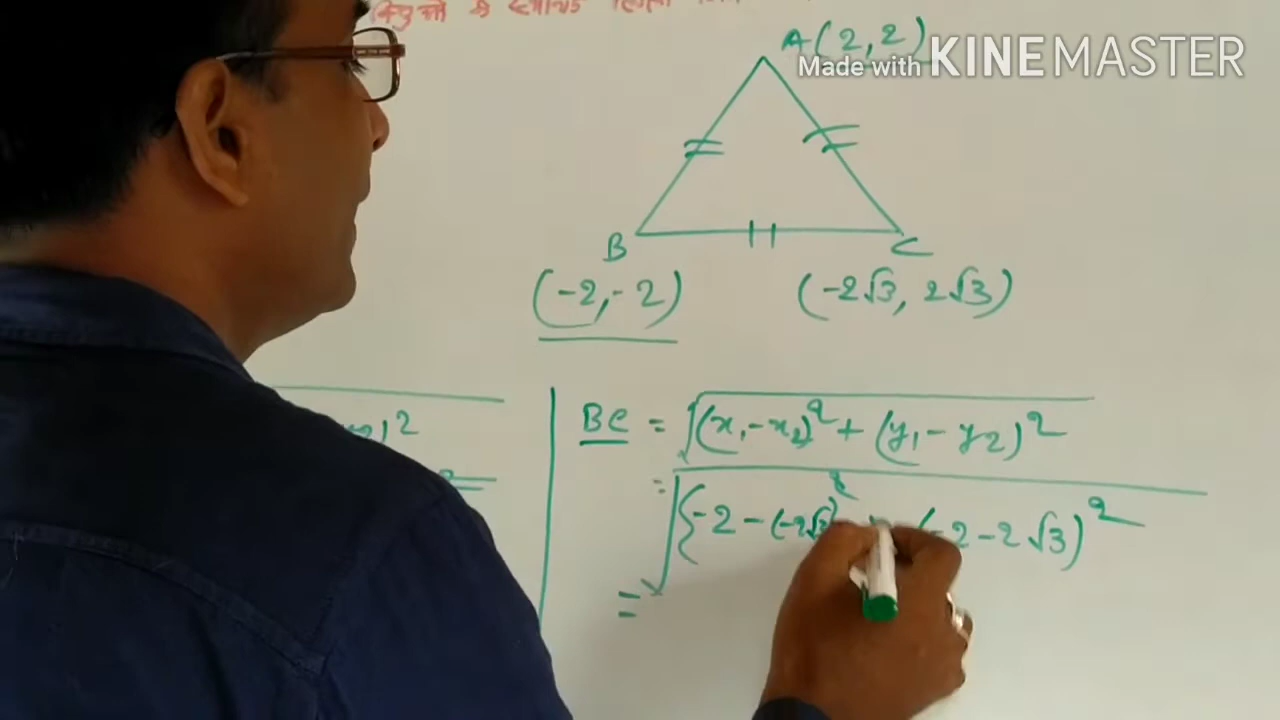 के
A(2,2)
Made with KINEMASTER
B
C
(-2,-2)
(-2√3, 2√3)
BC = √(x₁-x₂)² + (y₁-y₂)²
= √{-2-(-2√3)² (-2-2√3)²
=